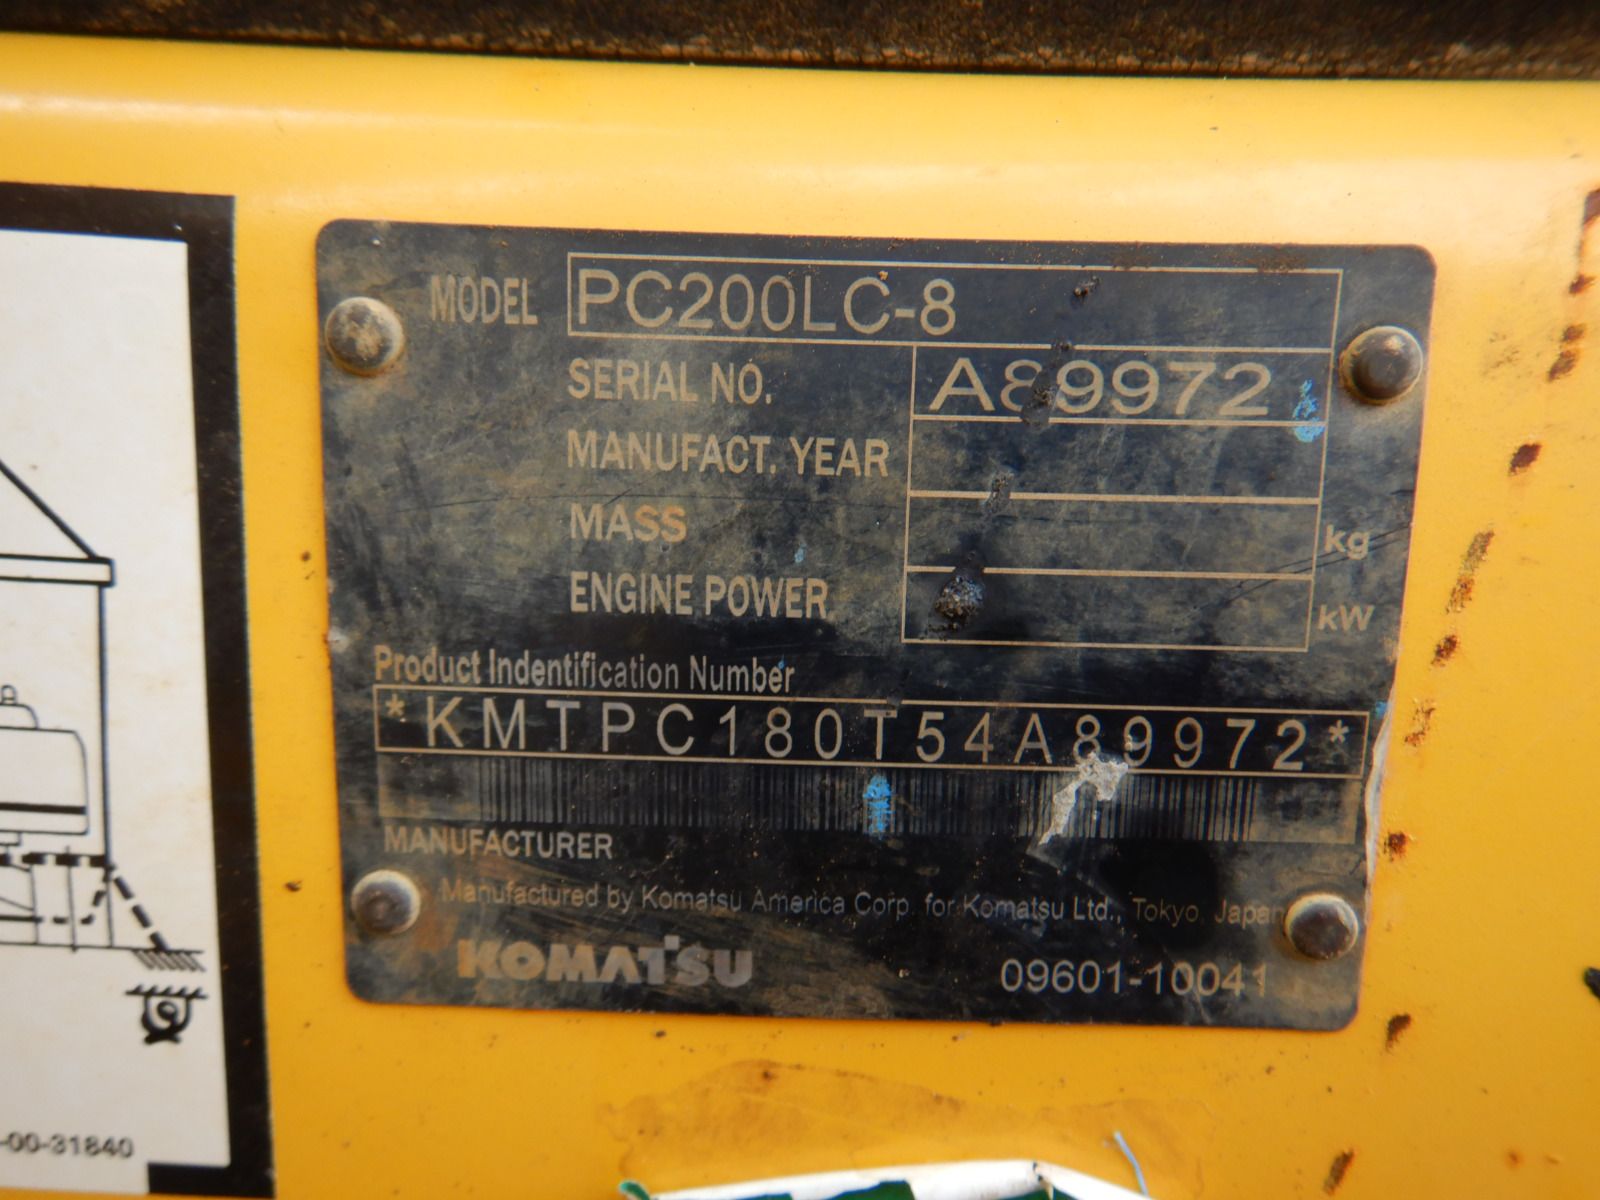 MODEL PC200LC-8
SERIAL NO. A89972
MANUFACT. YEAR
MASS kg
ENGINE POWER kW
Product Indentification Number
*KMTPC180T54A89972*
MANUFACTURER
Manufactured by Komatsu America Corp. for Komatsu Ltd., Tokyo, Japan
KOMATSU 09601-10041
-00-31840